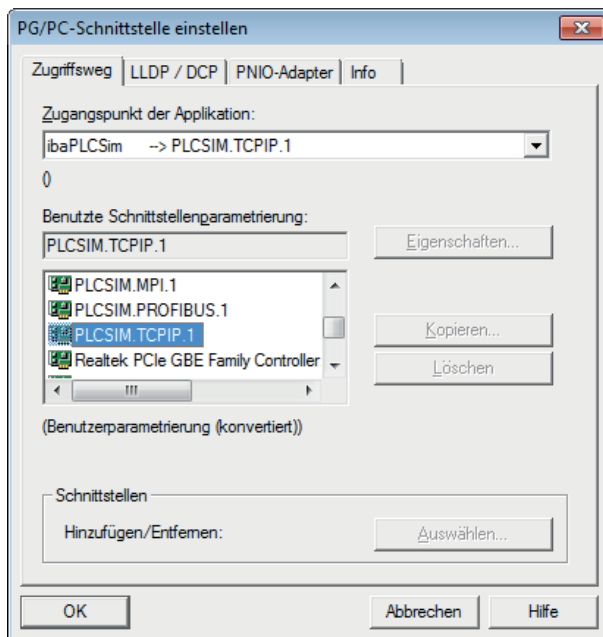 PG/PC-Schnittstelle einstellen
Zugriffsweg LLDP / DCP PNIO-Adapter Info
Zugangspunkt der Applikation:
ibaPLCSim --> PLCSIM.TCPIP.1
()
Benutzte Schnittstellenparametrierung:
PLCSIM.TCPIP.1
Eigenschaften...
PLCSIM.MPI.1
PLCSIM.PROFIBUS.1
PLCSIM.TCPIP.1
Realtek PCIe GBE Family Controller
Kopieren...
Löschen
(Benutzerparametrierung (konvertiert))
Schnittstellen
Hinzufügen/Entfernen:
Auswählen...
OK
Abbrechen
Hilfe